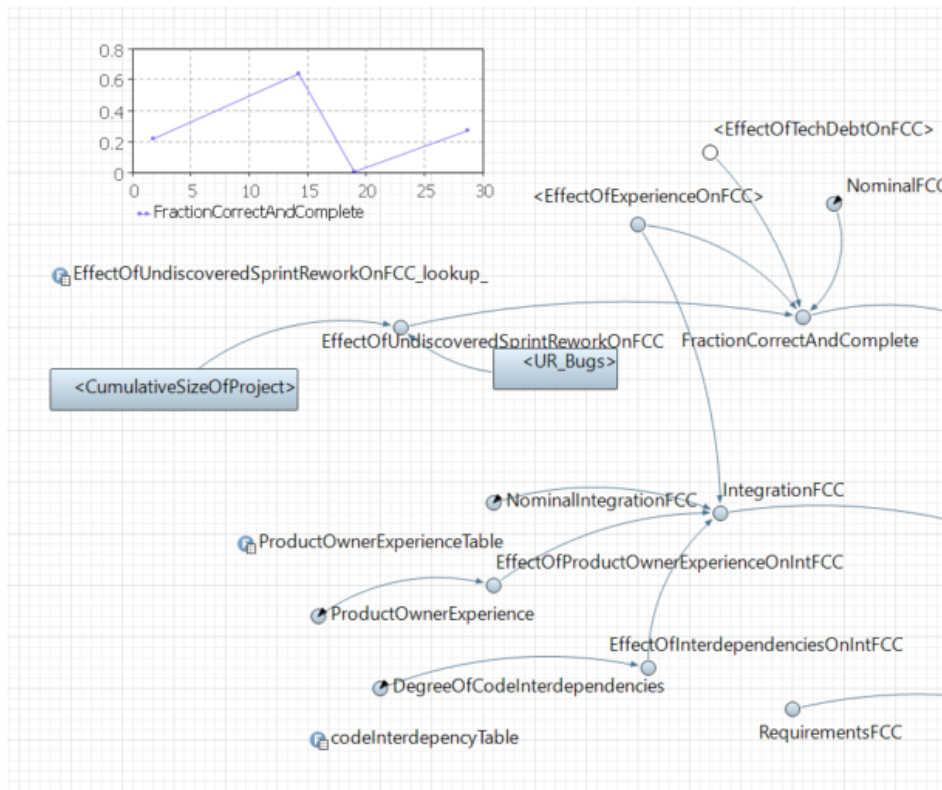 0.8
0.6
0.4
0.2
0
0 5 10 15 20 25 30
FractionCorrectAndComplete
<EffectOfTechDebtOnFCC>
<EffectOfExperienceOnFCC>
NominalFCC
EffectOfUndiscoveredSprintReworkOnFCC_lookup_
EffectOfUndiscoveredSprintReworkOnFCC
FractionCorrectAndComplete
<UR_Bugs>
<CumulativeSizeOfProject>
IntegrationFCC
NominalIntegrationFCC
ProductOwnerExperienceTable
EffectOfProductOwnerExperienceOnIntFCC
ProductOwnerExperience
EffectOfInterdependenciesOnIntFCC
DegreeOfCodeInterdependencies
RequirementsFCC
codeInterdepencyTable